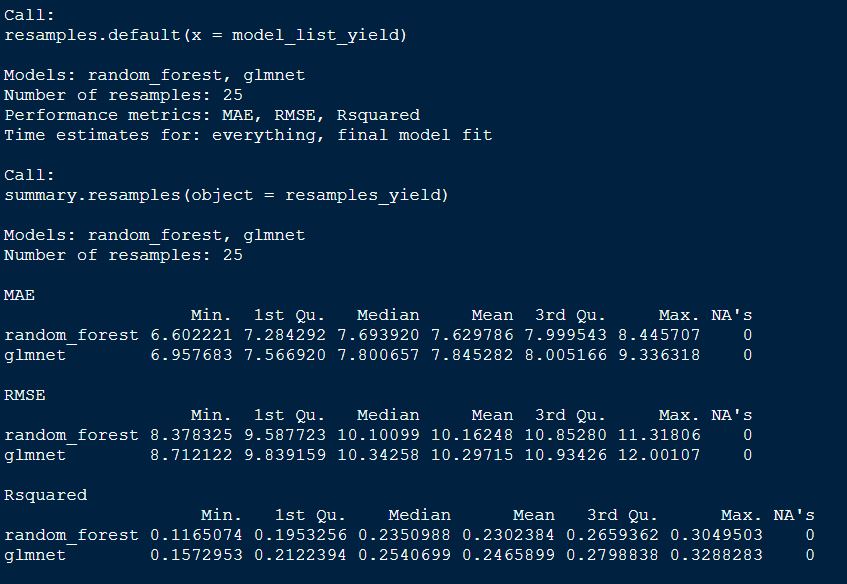 Call:
resamples.default(x = model_list_yield)
Models: random_forest, glmnet
Number of resamples: 25
Performance metrics: MAE, RMSE, Rsquared
Time estimates for: everything, final model fit
Call:
summary.resamples(object = resamples_yield)
Models: random_forest, glmnet
Number of resamples: 25
MAE
Min. 1st Qu. Median Mean 3rd Qu. Max. NA's
random_forest 6.602221 7.284292 7.693920 7.629786 7.999543 8.445707 0
glmnet 6.957683 7.566920 7.800657 7.845282 8.005166 9.336318 0
RMSE
Min. 1st Qu. Median Mean 3rd Qu. Max. NA's
random_forest 8.378325 9.587723 10.10099 10.16248 10.85280 11.31806 0
glmnet 8.712122 9.839159 10.34258 10.29715 10.93426 12.00107 0
Rsquared
Min. 1st Qu. Median Mean 3rd Qu. Max. NA's
random_forest 0.1165074 0.1953256 0.2350988 0.2302384 0.2659362 0.3049503 0
glmnet 0.1572953 0.2122394 0.2540699 0.2465899 0.2798838 0.3288283 0